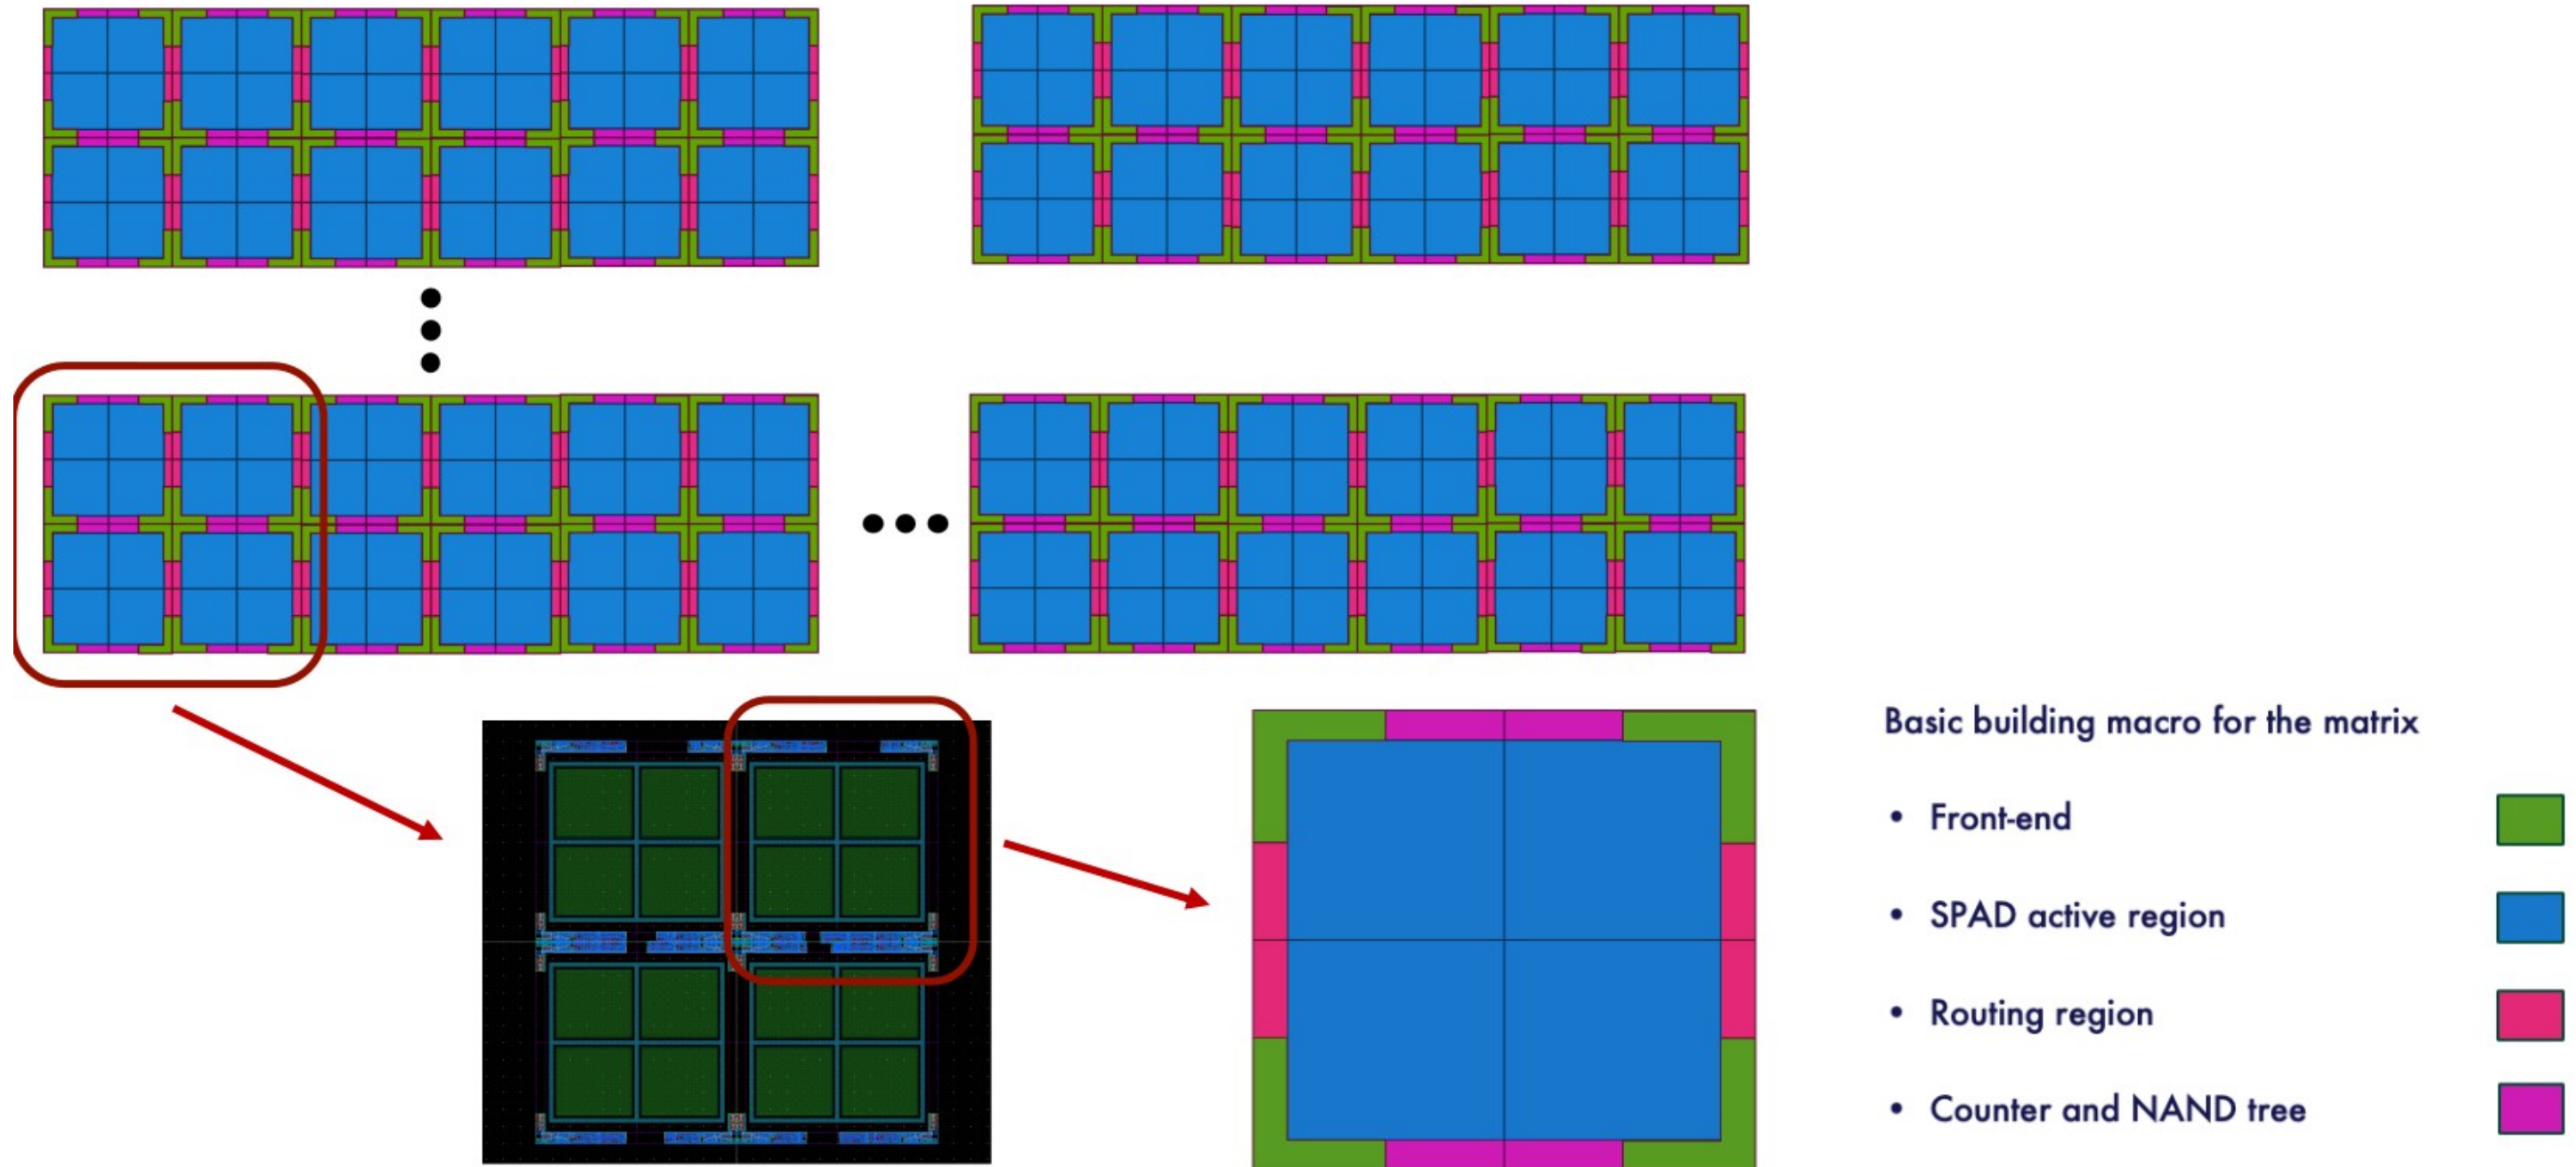 Basic building macro for the matrix
• Front-end
• SPAD active region
• Routing region
• Counter and NAND tree